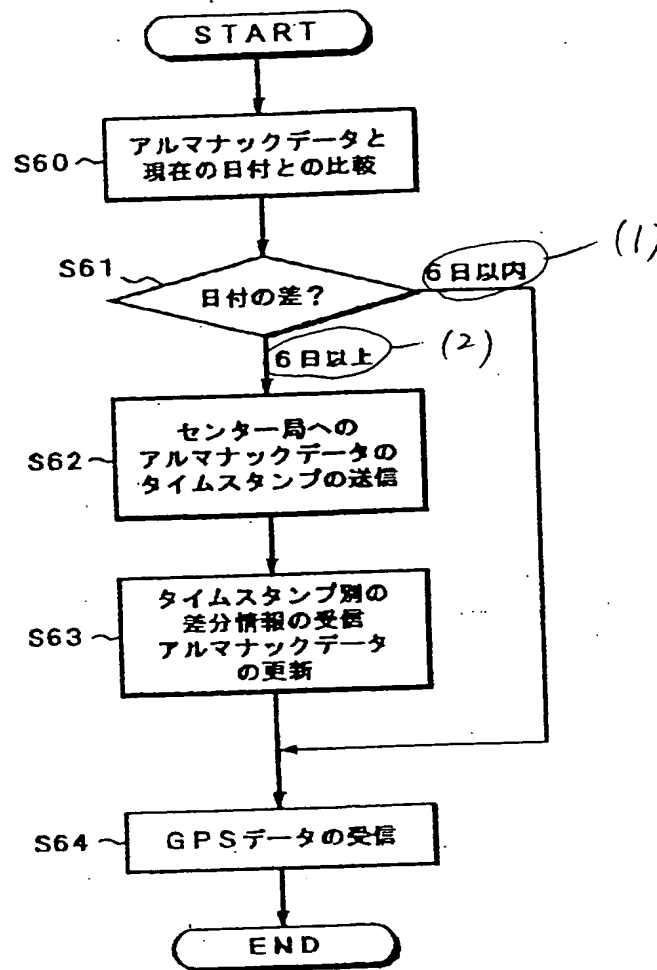 START
S60
アルマナックデータと
現在の日付との比較
S61
日付の差?
6日以内
(1)
6日以上
(2)
S62
センター局への
アルマナックデータの
タイムスタンプの送信
S63
タイムスタンプ別の
差分情報の受信
アルマナックデータ
の更新
S64
GPSデータの受信
END